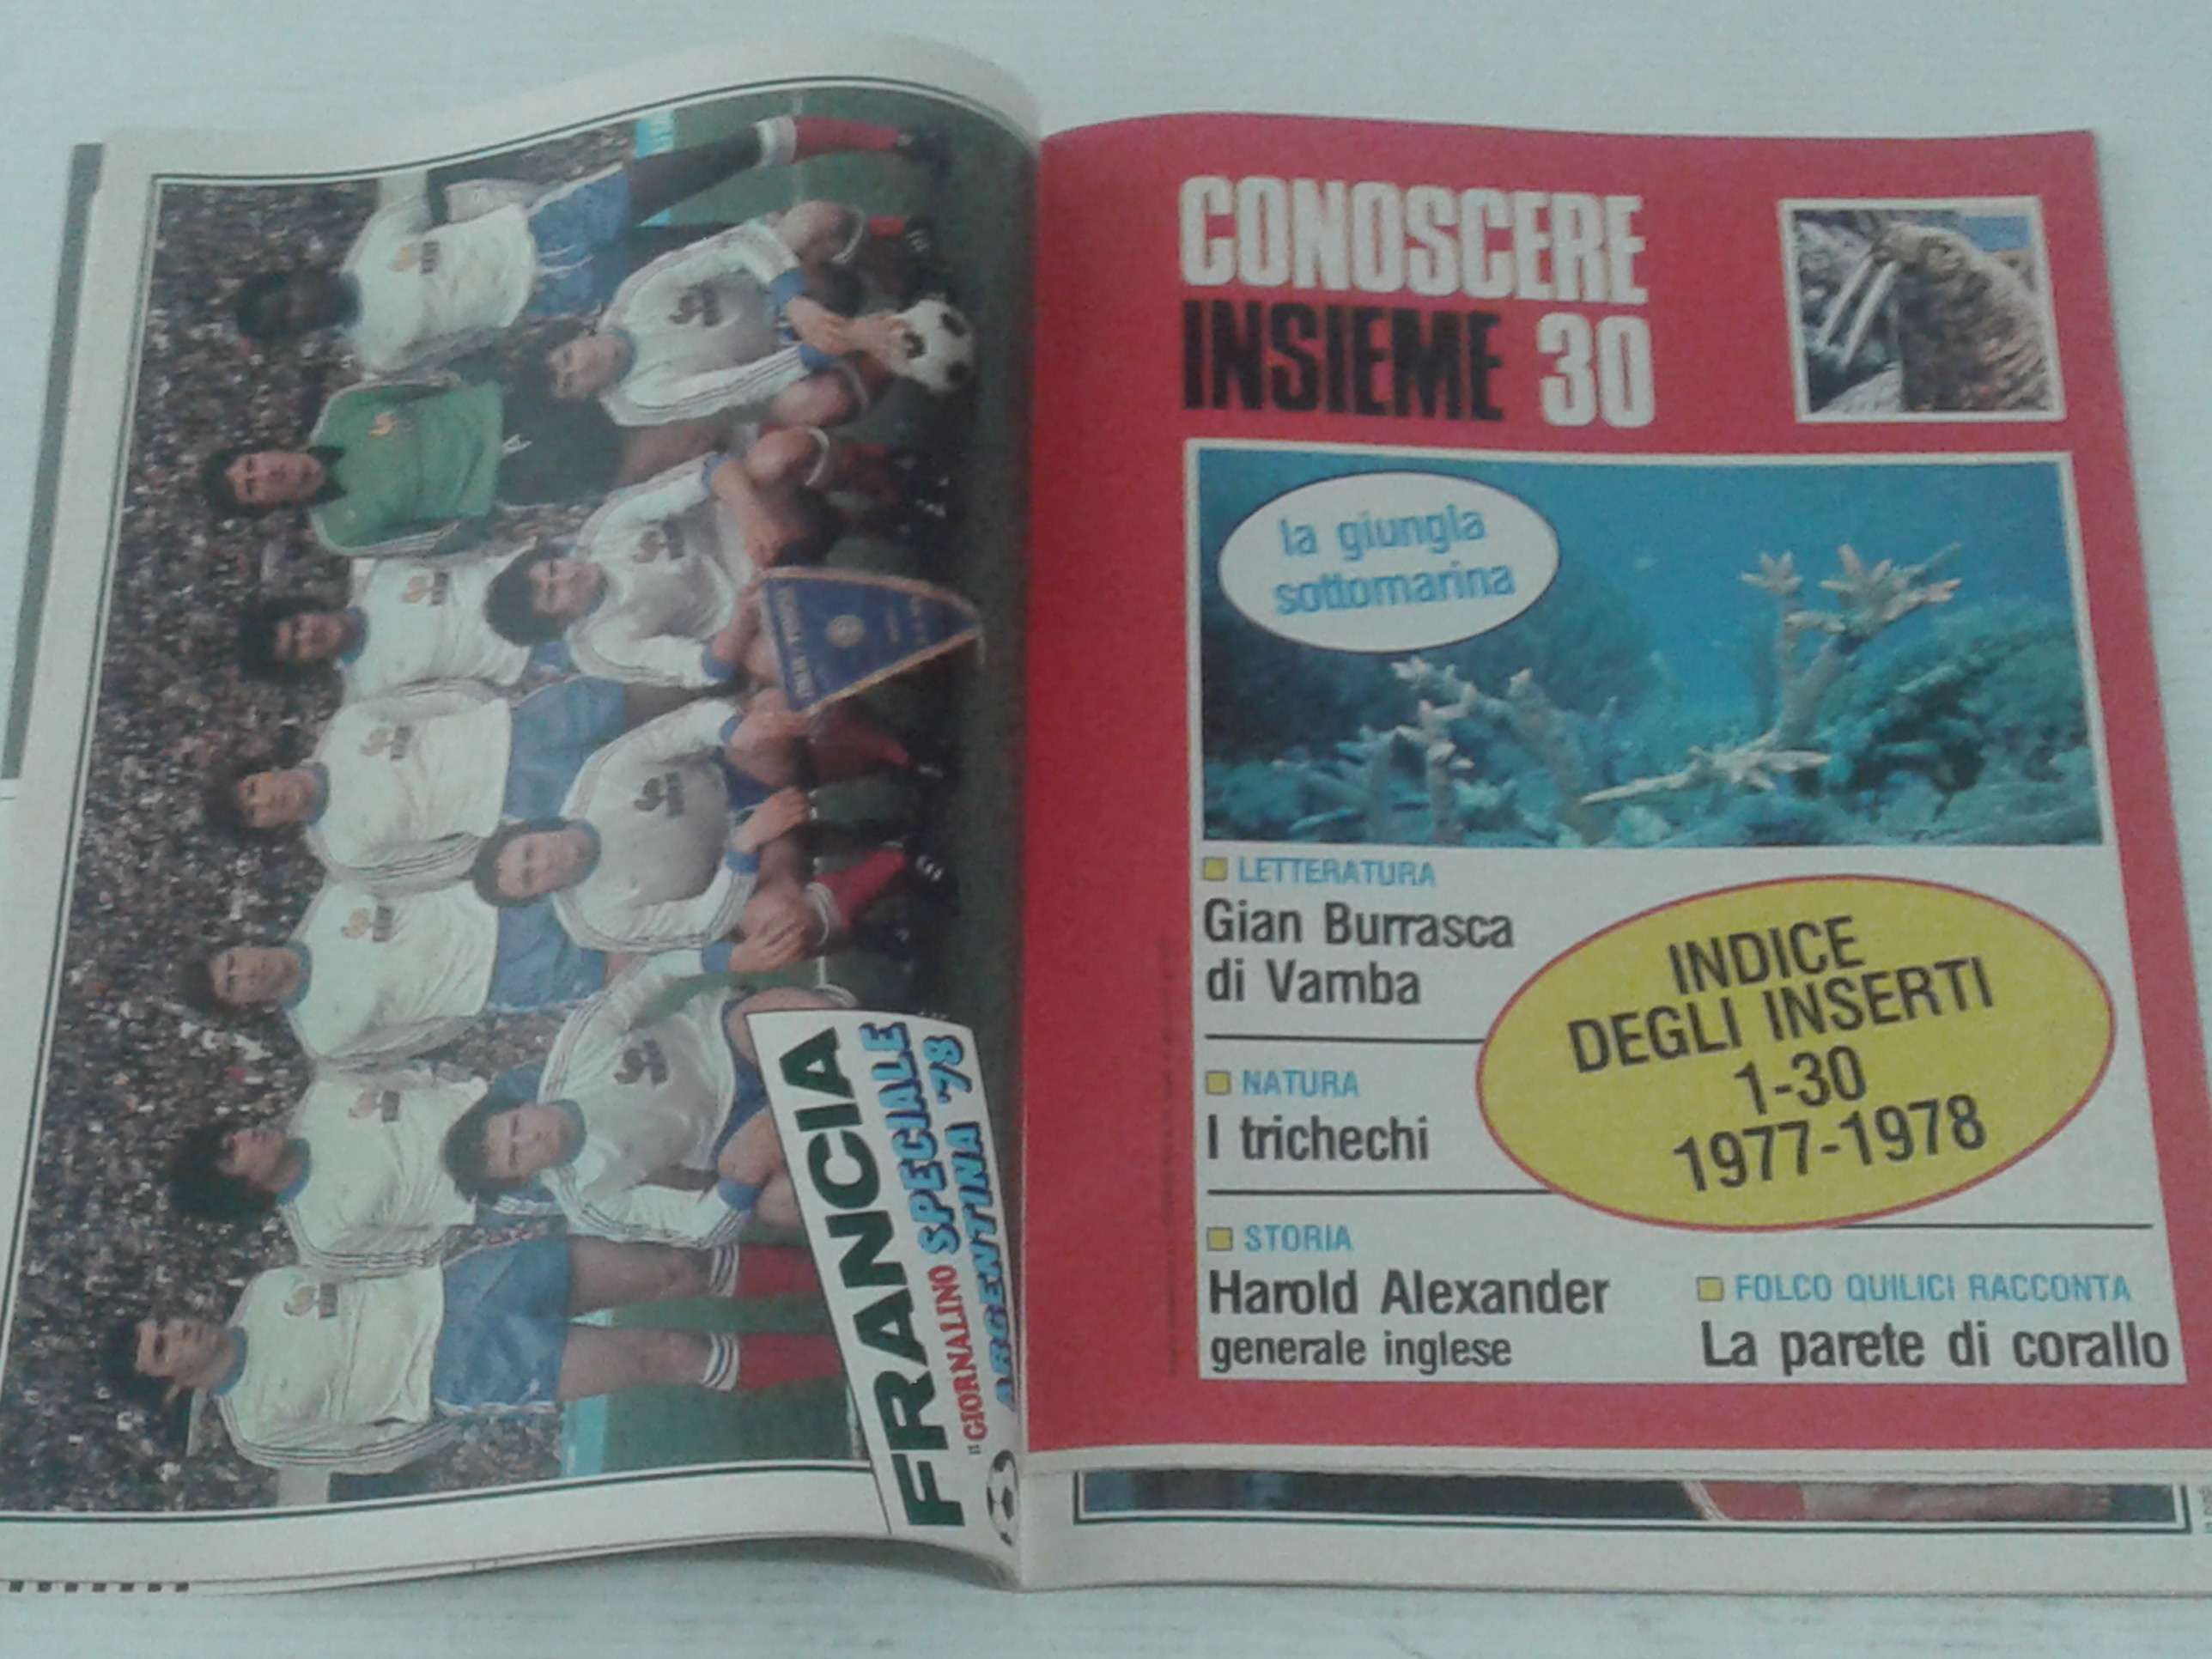 FRANCIA
IL GIORNALINO SPECIALE
ARGENTINA '78
CONOSCERE
INSIEME 30
la giungla
sottomarina
LETTERATURA
Gian Burrasca
di Vamba
INDICE
DEGLI INSERTI
1-30
1977-1978
NATURA
I trichechi
STORIA
Harold Alexander
generale inglese
FOLCO QUILICI RACCONTA
La parete di corallo